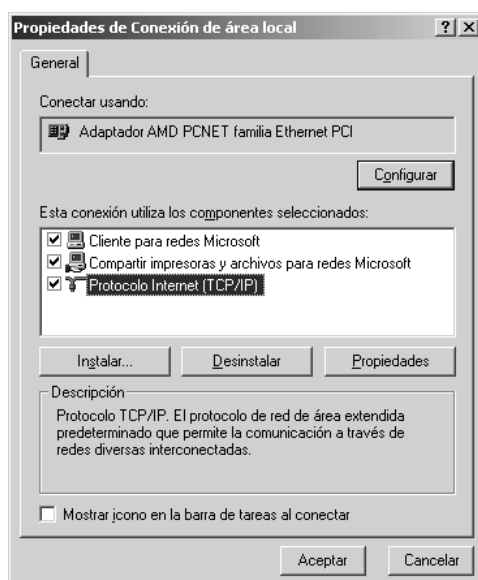 Propiedades de Conexión de área local
General
Conectar usando:
Adaptador AMD PCNET familia Ethernet PCI
Configurar
Esta conexión utiliza los componentes seleccionados:
Cliente para redes Microsoft
Compartir impresoras y archivos para redes Microsoft
Protocolo Internet (TCP/IP)
Instalar...
Desinstalar
Propiedades
Descripción
Protocolo TCP/IP. El protocolo de red de área extendida
predeterminado que permite la comunicación a través de
redes diversas interconectadas.
Mostrar icono en la barra de tareas al conectar
Aceptar
Cancelar